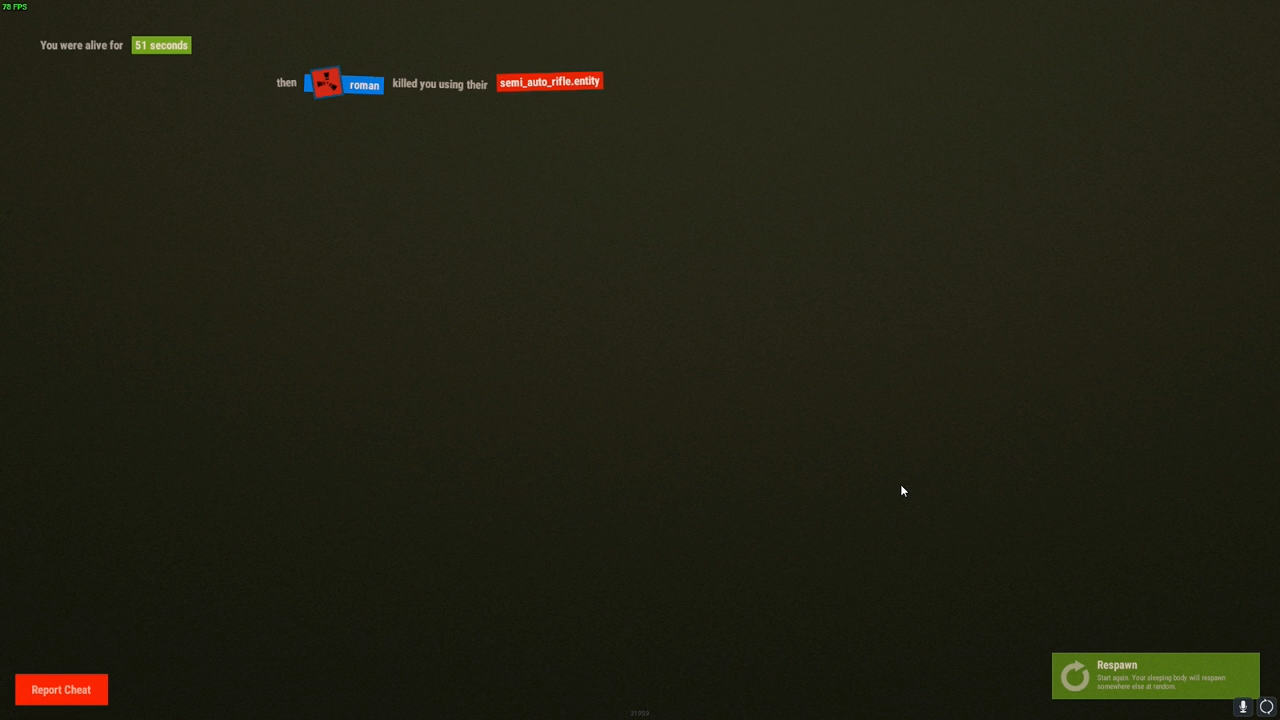 78 FPS
You were alive for 51 seconds
then roman killed you using their semi_auto_rifle.entity
Respawn
Start again. Your sleeping body will respawn
somewhere else at random.
Report Cheat
31959